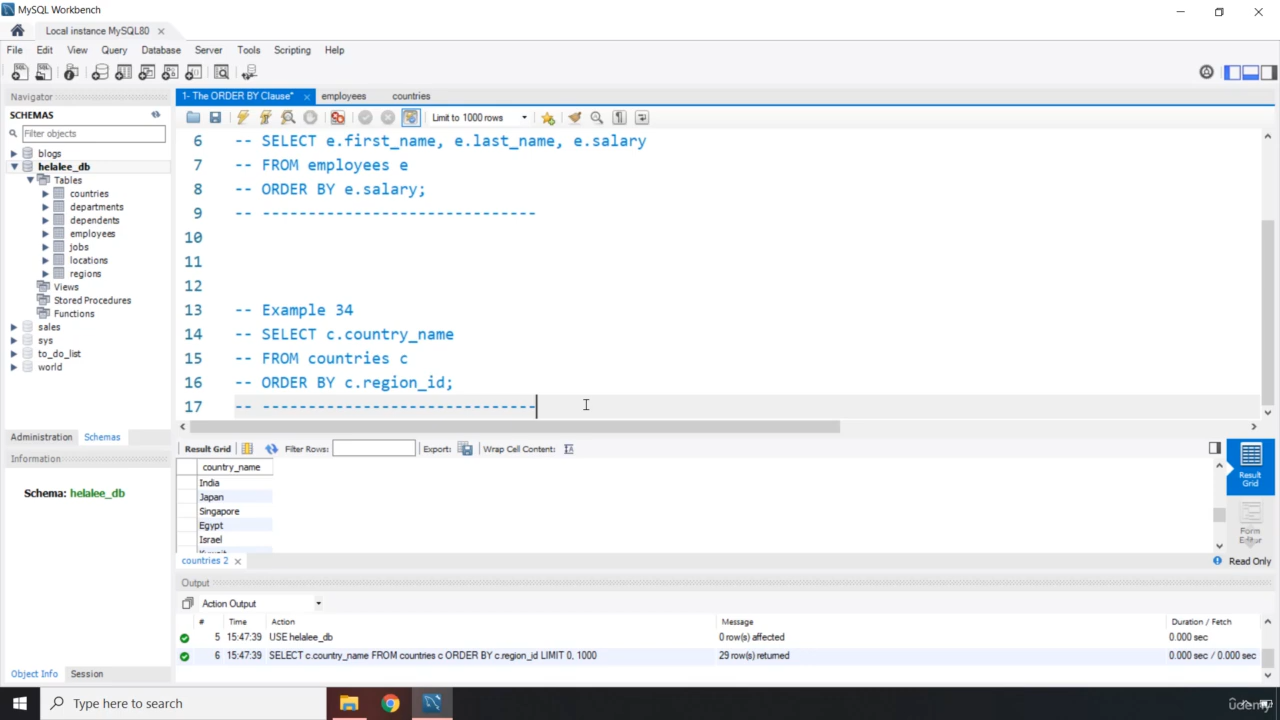 MySQL Workbench
Local instance MySQL80
File Edit View Query Database Server Tools Scripting Help
Navigator
SCHEMAS
Filter objects
blogs
helalee_db
Tables
countries
departments
dependents
employees
jobs
locations
regions
Views
Stored Procedures
Functions
sales
sys
to_do_list
world
Administration Schemas
Information
Schema: helalee_db
Object Info Session
1- The ORDER BY Clause* employees countries
Limit to 1000 rows
6 -- SELECT e.first_name, e.last_name, e.salary
7 -- FROM employees e
8 -- ORDER BY e.salary;
9 -- ------------------------------
10
11
12
13 -- Example 34
14 -- SELECT c.country_name
15 -- FROM countries c
16 -- ORDER BY c.region_id;
17 -- ------------------------------
Result Grid Filter Rows: Export: Wrap Cell Content:
country_name
India
Japan
Singapore
Egypt
Israel
Kuwait
Result Grid
Form Editor
countries 2 Read Only
Output
Action Output
# Time Action Message Duration / Fetch
5 15:47:39 USE helalee_db 0 row(s) affected 0.000 sec
6 15:47:39 SELECT c.country_name FROM countries c ORDER BY c.region_id LIMIT 0, 1000 29 row(s) returned 0.000 sec / 0.000 sec
Type here to search
udemy